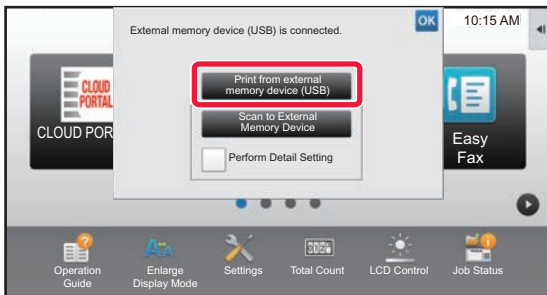 External memory device (USB) is connected.
OK
10:15 AM
Print from external
memory device (USB)
CLOUD
PORTAL
Scan to External
Memory Device
CLOUD POR
Easy
Fax
Perform Detail Setting
Operation
Guide
Enlarge
Display Mode
Settings
Total Count
LCD Control
Job Status